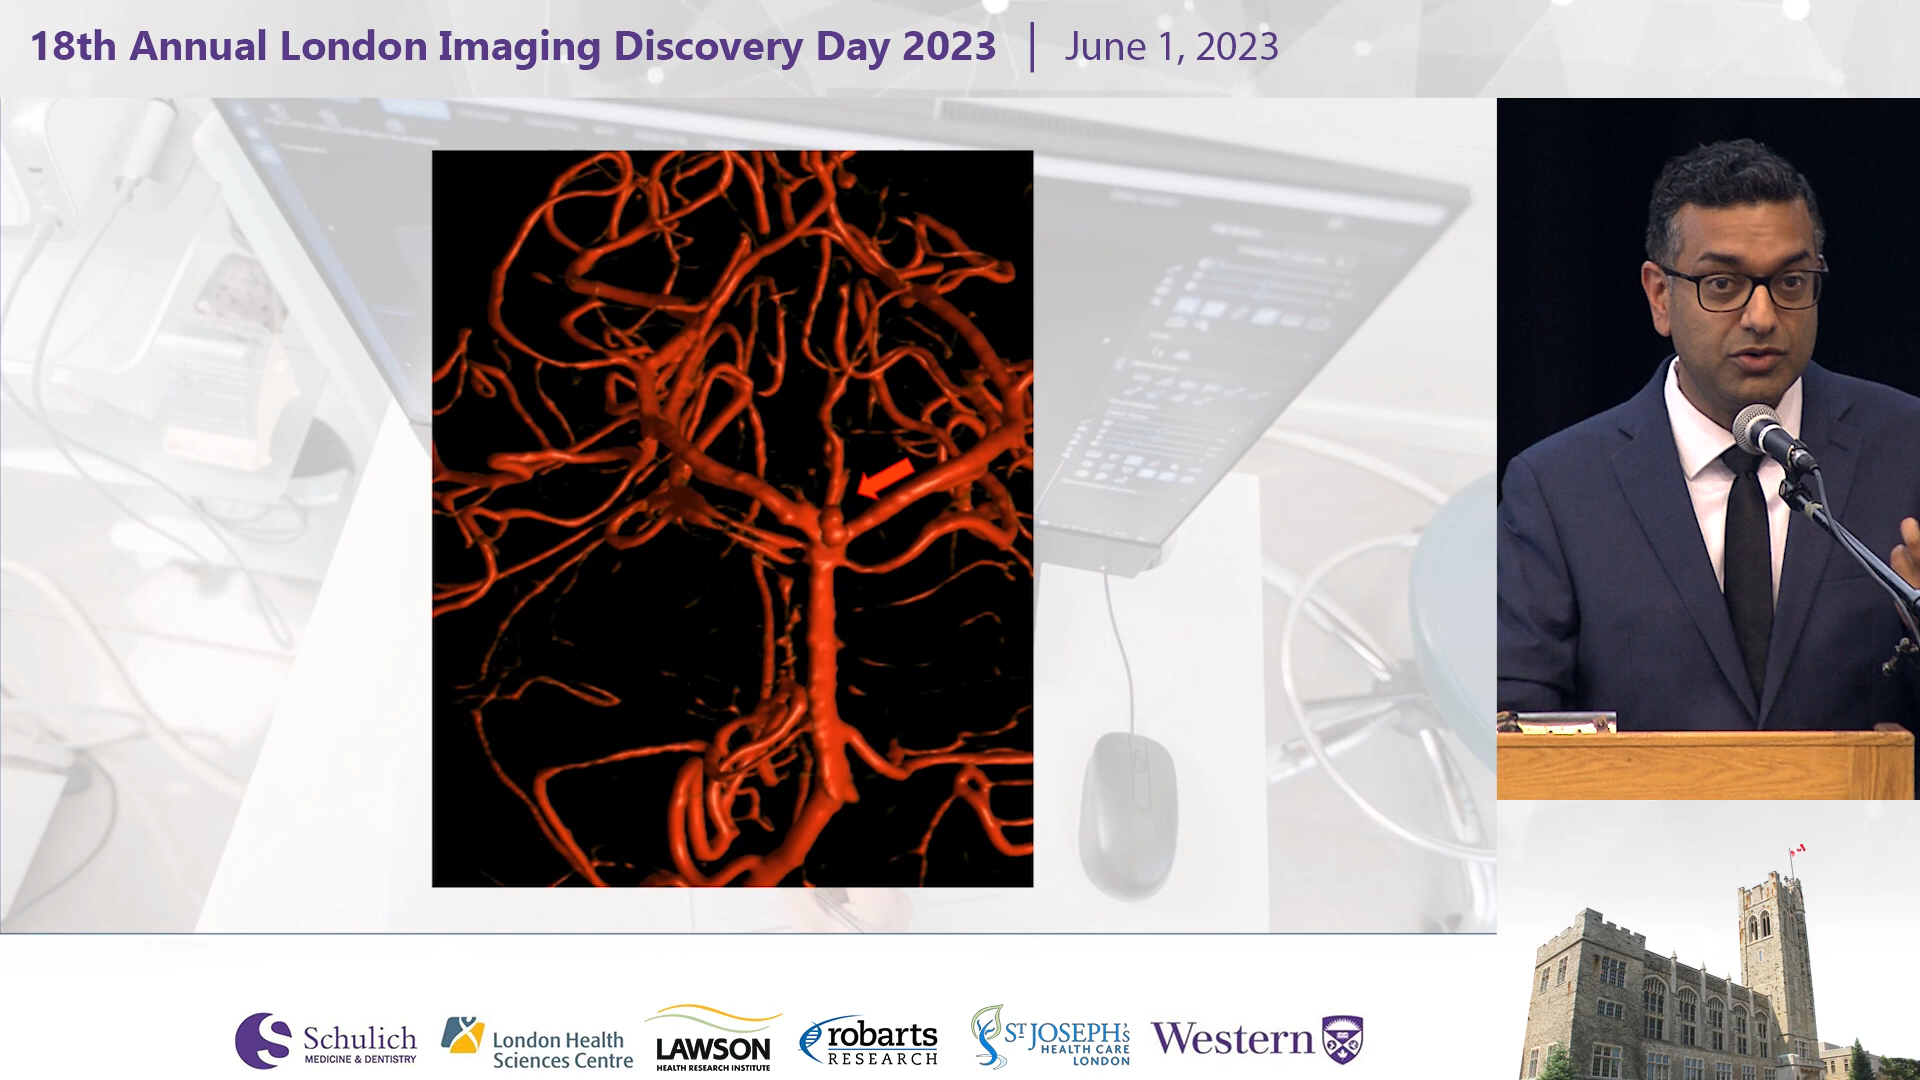 18th Annual London Imaging Discovery Day 2023 | June 1, 2023
Schulich
MEDICINE & DENTISTRY
London Health
Sciences Centre
LAWSON
HEALTH RESEARCH INSTITUTE
robarts
RESEARCH
ST JOSEPH'S
HEALTH CARE
LONDON
Western